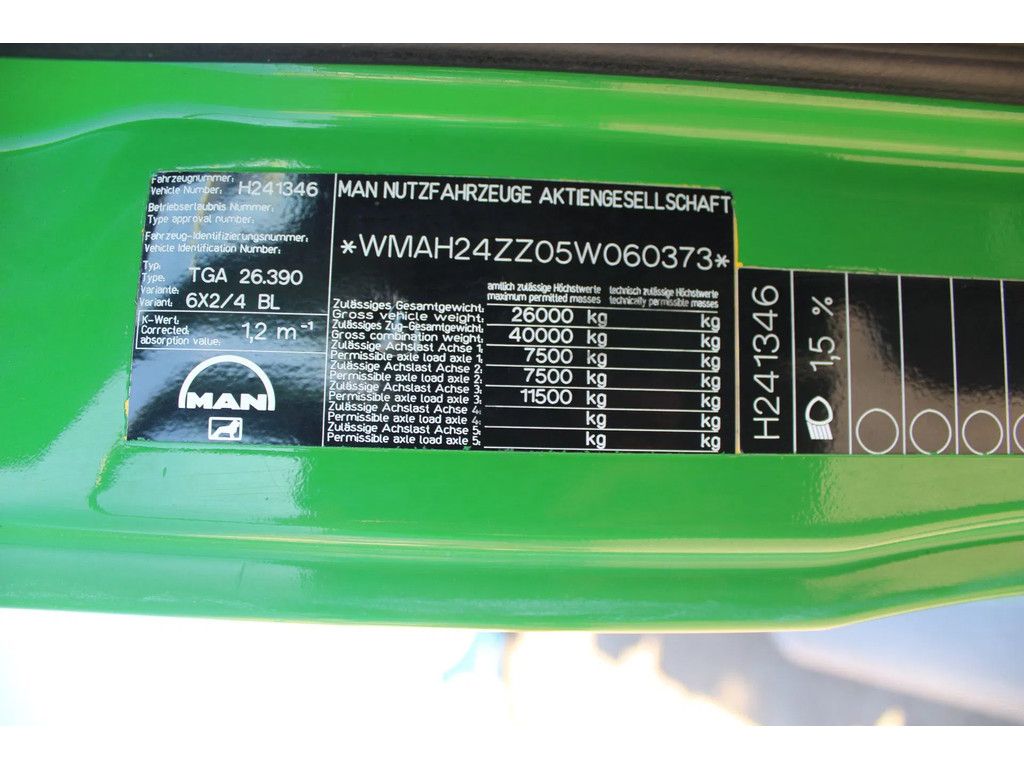 Fahrzeugnummer:
Vehicle Number: H241346
Betriebserlaubnis Nummer:
Type approval number:
Fahrzeug-Identifizierungsnummer:
Vehicle Identification Number:
Typ:
Type: TGA 26.390
Variante:
Variant: 6X2/4 BL
K-Wert:
Corrected absorption value: 1,2 m⁻¹
MAN
MAN NUTZFAHRZEUGE AKTIENGESELLSCHAFT
*WMAH24ZZ05W060373*
amtlich zulässige Höchstwerte technisch zulässige Höchstwerte
maximum permitted masses technically permissible masses
Zulässiges Gesamtgewicht:
Gross vehicle weight: 26000 kg kg
Zulässiges Zug-Gesamtgewicht:
Gross combination weight: 40000 kg kg
Zulässige Achslast Achse 1:
Permissible axle load axle 1: 7500 kg kg
Zulässige Achslast Achse 2:
Permissible axle load axle 2: 7500 kg kg
Zulässige Achslast Achse 3:
Permissible axle load axle 3: 11500 kg kg
Zulässige Achslast Achse 4:
Permissible axle load axle 4: kg kg
Zulässige Achslast Achse 5:
Permissible axle load axle 5: kg kg
H241346
1,5 %